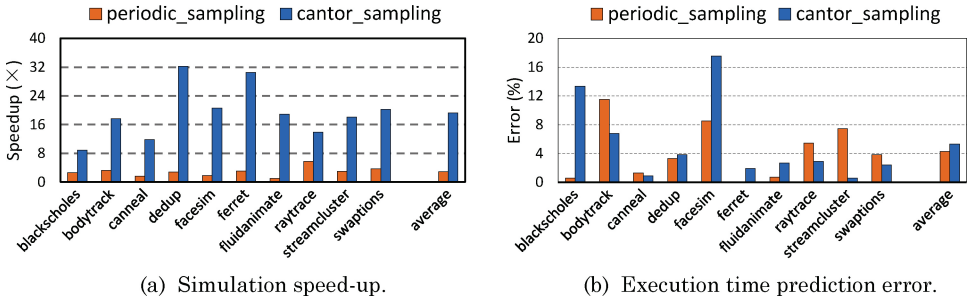 periodic_sampling cantor_sampling
Speedup (×)
40
32
24
16
8
0
blackscholes
bodytrack
canneal
dedup
facesim
ferret
fluidanimate
raytrace
streamcluster
swaptions
average
(a) Simulation speed-up.
periodic_sampling cantor_sampling
Error (%)
20
16
12
8
4
0
blackscholes
bodytrack
canneal
dedup
facesim
ferret
fluidanimate
raytrace
streamcluster
swaptions
average
(b) Execution time prediction error.